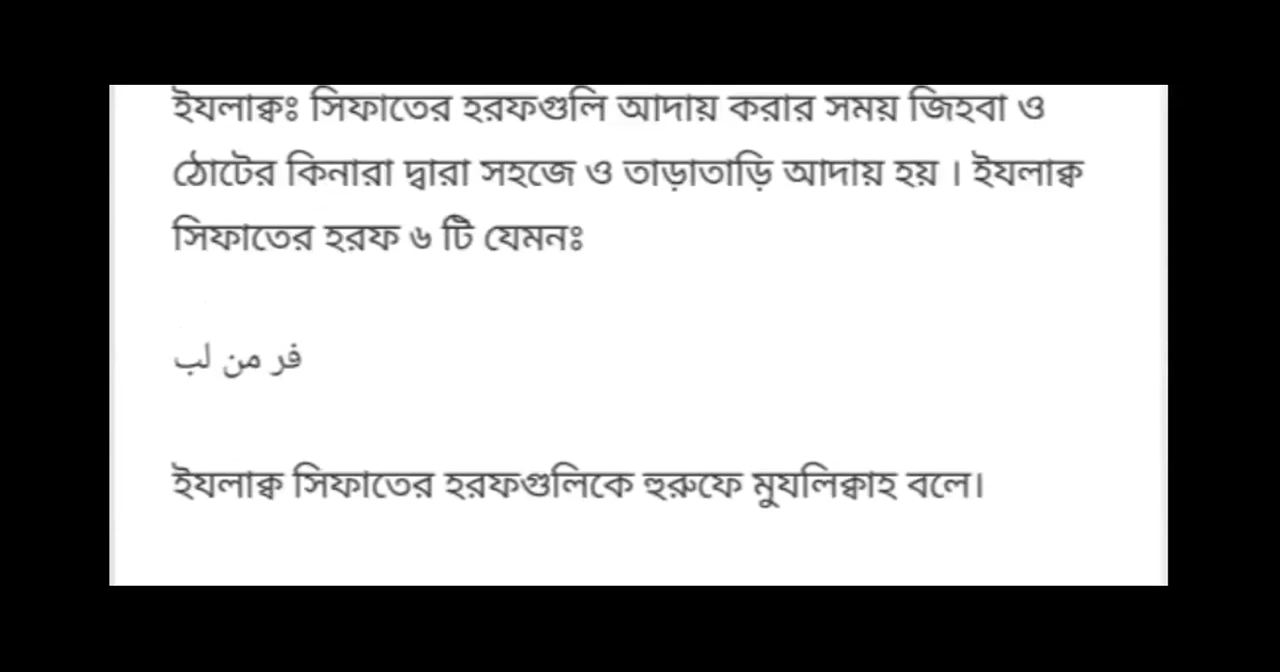 ইযলাক্বঃ সিফাতের হরফগুলি আদায় করার সময় জিহবা ও
ঠোটের কিনারা দ্বারা সহজে ও তাড়াতাড়ি আদায় হয় । ইযলাক্ব
সিফাতের হরফ ৬ টি যেমনঃ
فر من لب
ইযলাক্ব সিফাতের হরফগুলিকে হুরুফে মুযলিক্বাহ বলে।